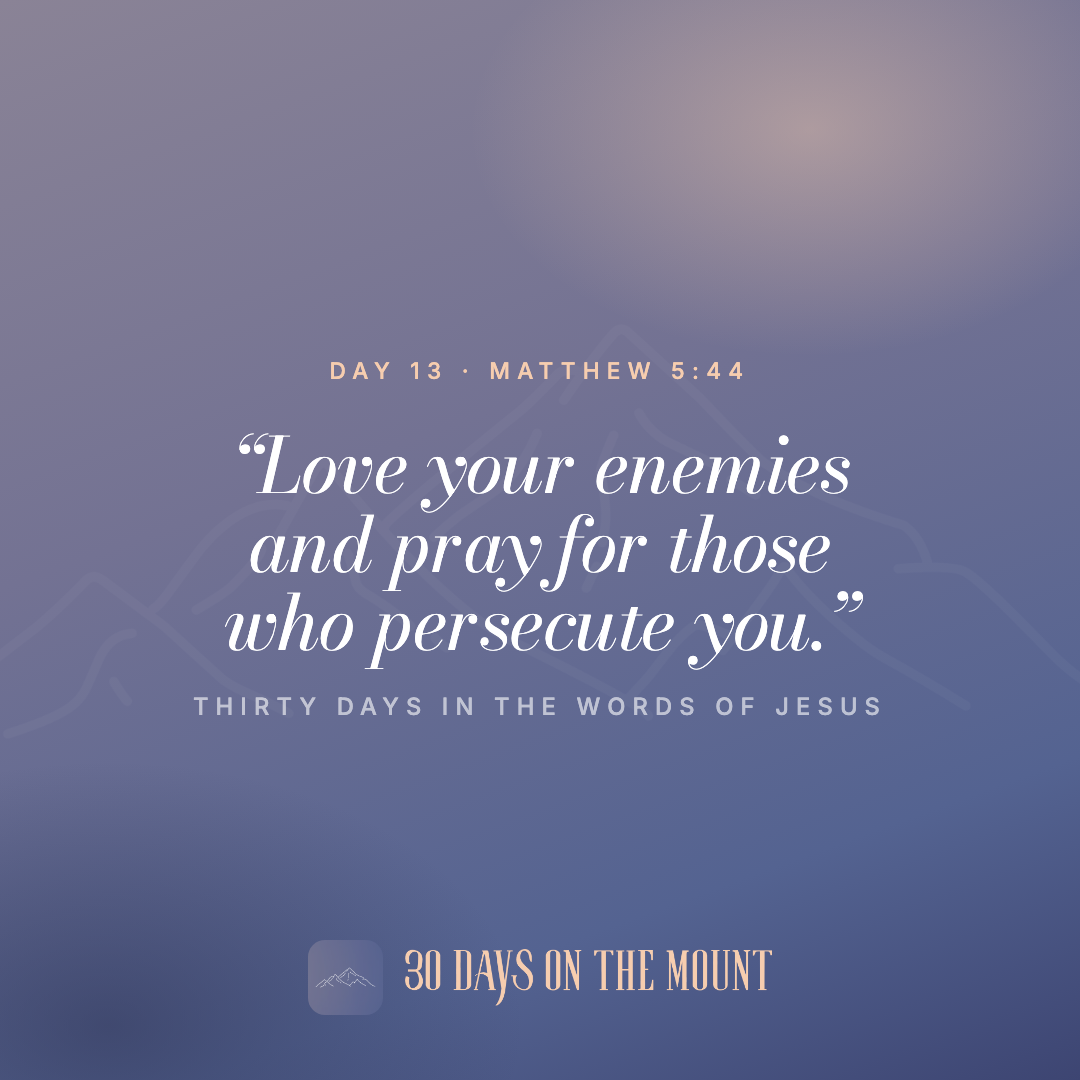 DAY 13 · MATTHEW 5:44
“Love your enemies
and pray for those
who persecute you.”
THIRTY DAYS IN THE WORDS OF JESUS
30 DAYS ON THE MOUNT